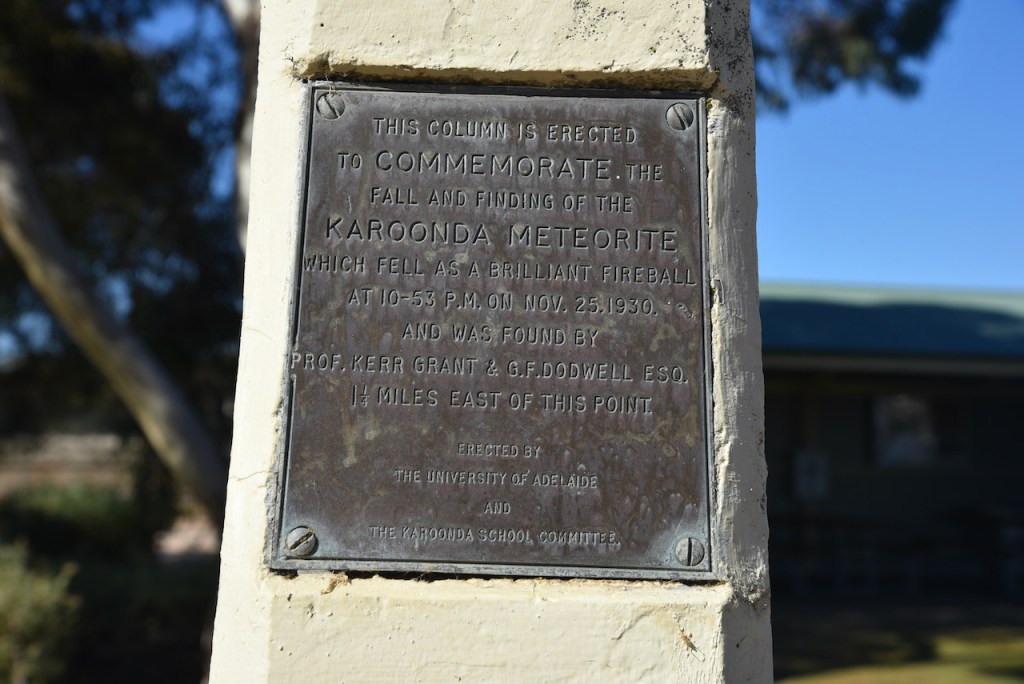 THIS COLUMN IS ERECTED
TO COMMEMORATE. THE
FALL AND FINDING OF THE
KAROONDA METEORITE
WHICH FELL AS A BRILLIANT FIREBALL
AT 10-53 P.M. ON NOV. 25.1930.
AND WAS FOUND BY
PROF. KERR GRANT & G.F. DODWELL ESQ.
1¼ MILES EAST OF THIS POINT.
ERECTED BY
THE UNIVERSITY OF ADELAIDE
AND
THE KAROONDA SCHOOL COMMITTEE.